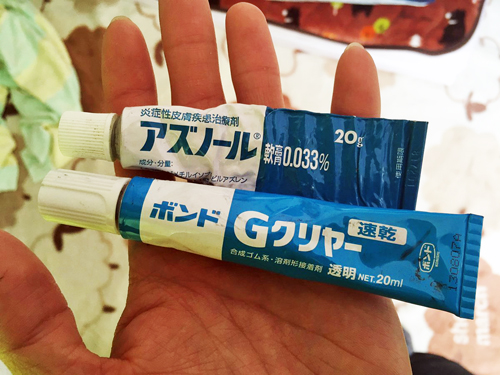 炎症性皮膚疾患治療剤
アズノール®
軟膏0.033%
20g
成分・分量:
ボンド
Gクリヤー
速乾
合成ゴム系・溶剤形接着剤
透明 NET.20ml